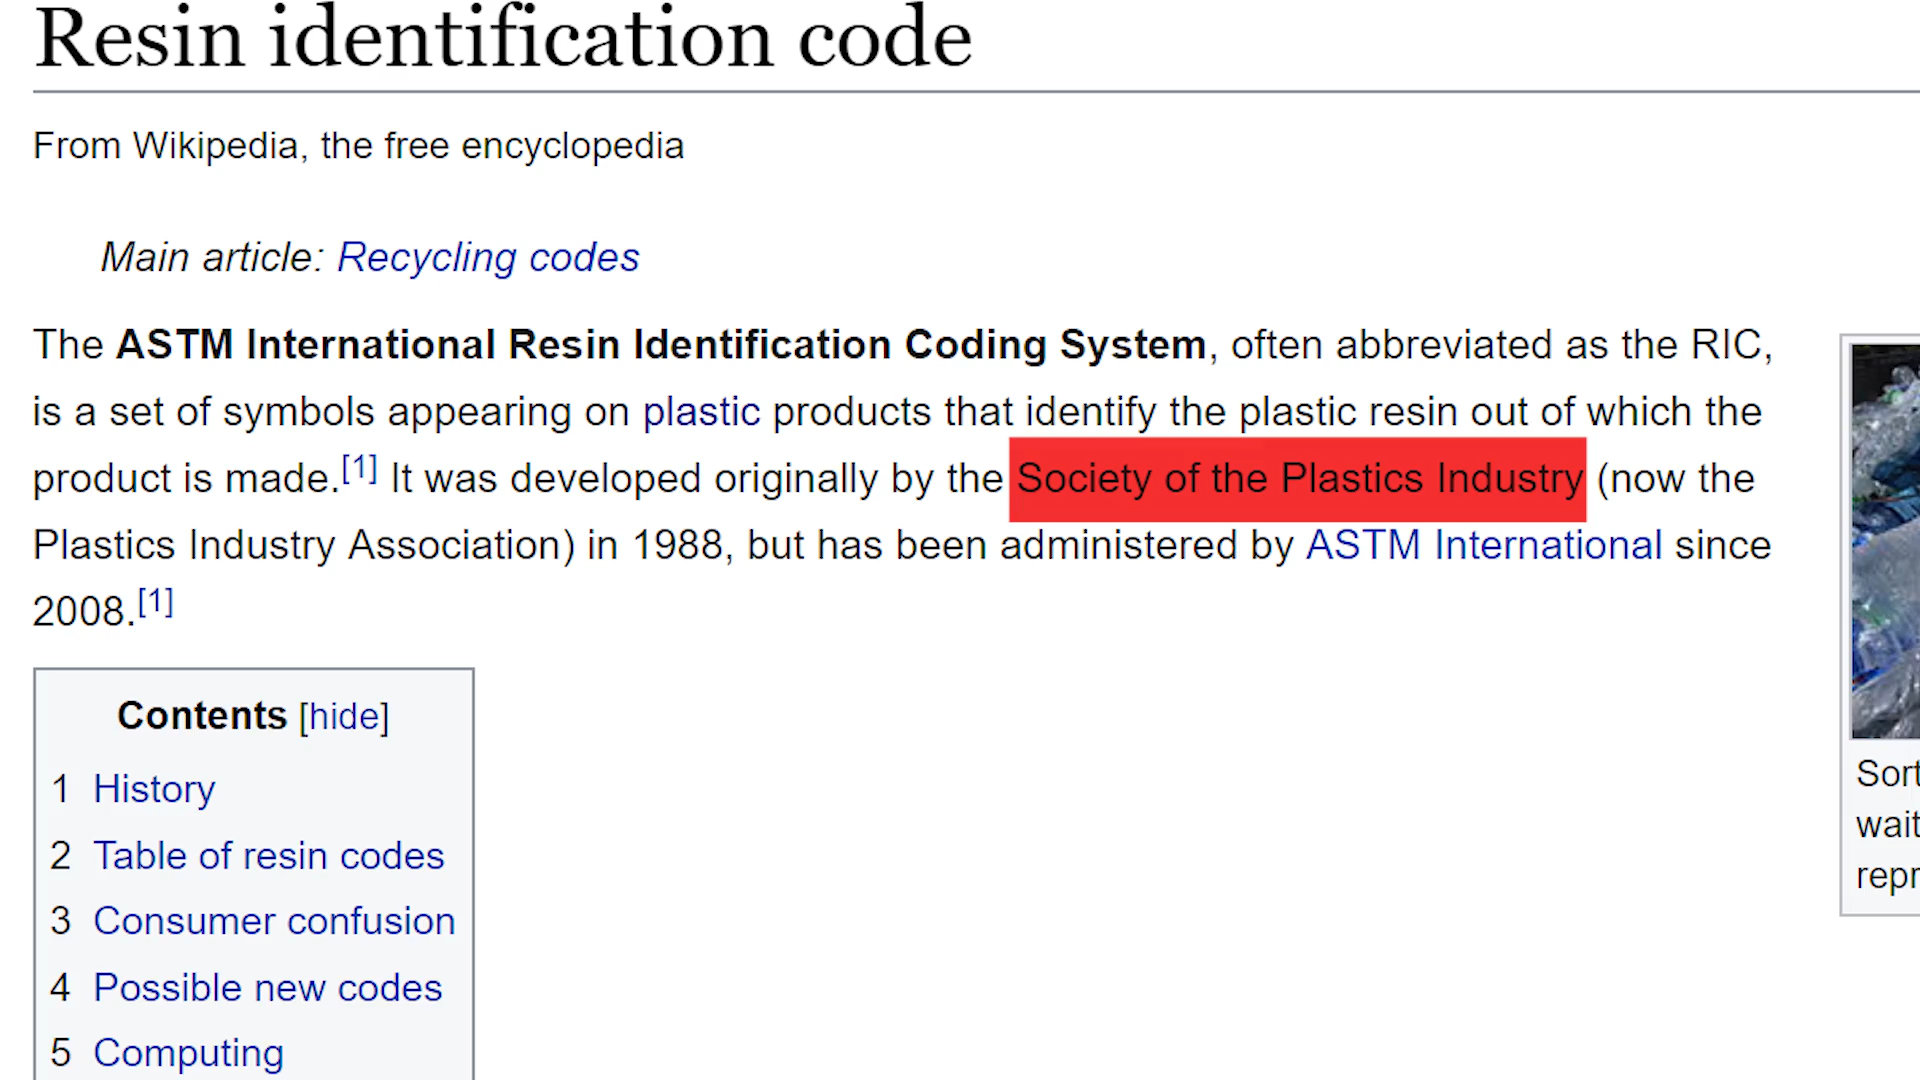 Resin identification code
From Wikipedia, the free encyclopedia
Main article: Recycling codes
The ASTM International Resin Identification Coding System, often abbreviated as the RIC,
is a set of symbols appearing on plastic products that identify the plastic resin out of which the
product is made.[1] It was developed originally by the Society of the Plastics Industry (now the
Plastics Industry Association) in 1988, but has been administered by ASTM International since
2008.[1]
Contents [hide]
1 History
2 Table of resin codes
3 Consumer confusion
4 Possible new codes
5 Computing
Sort
wait
repr